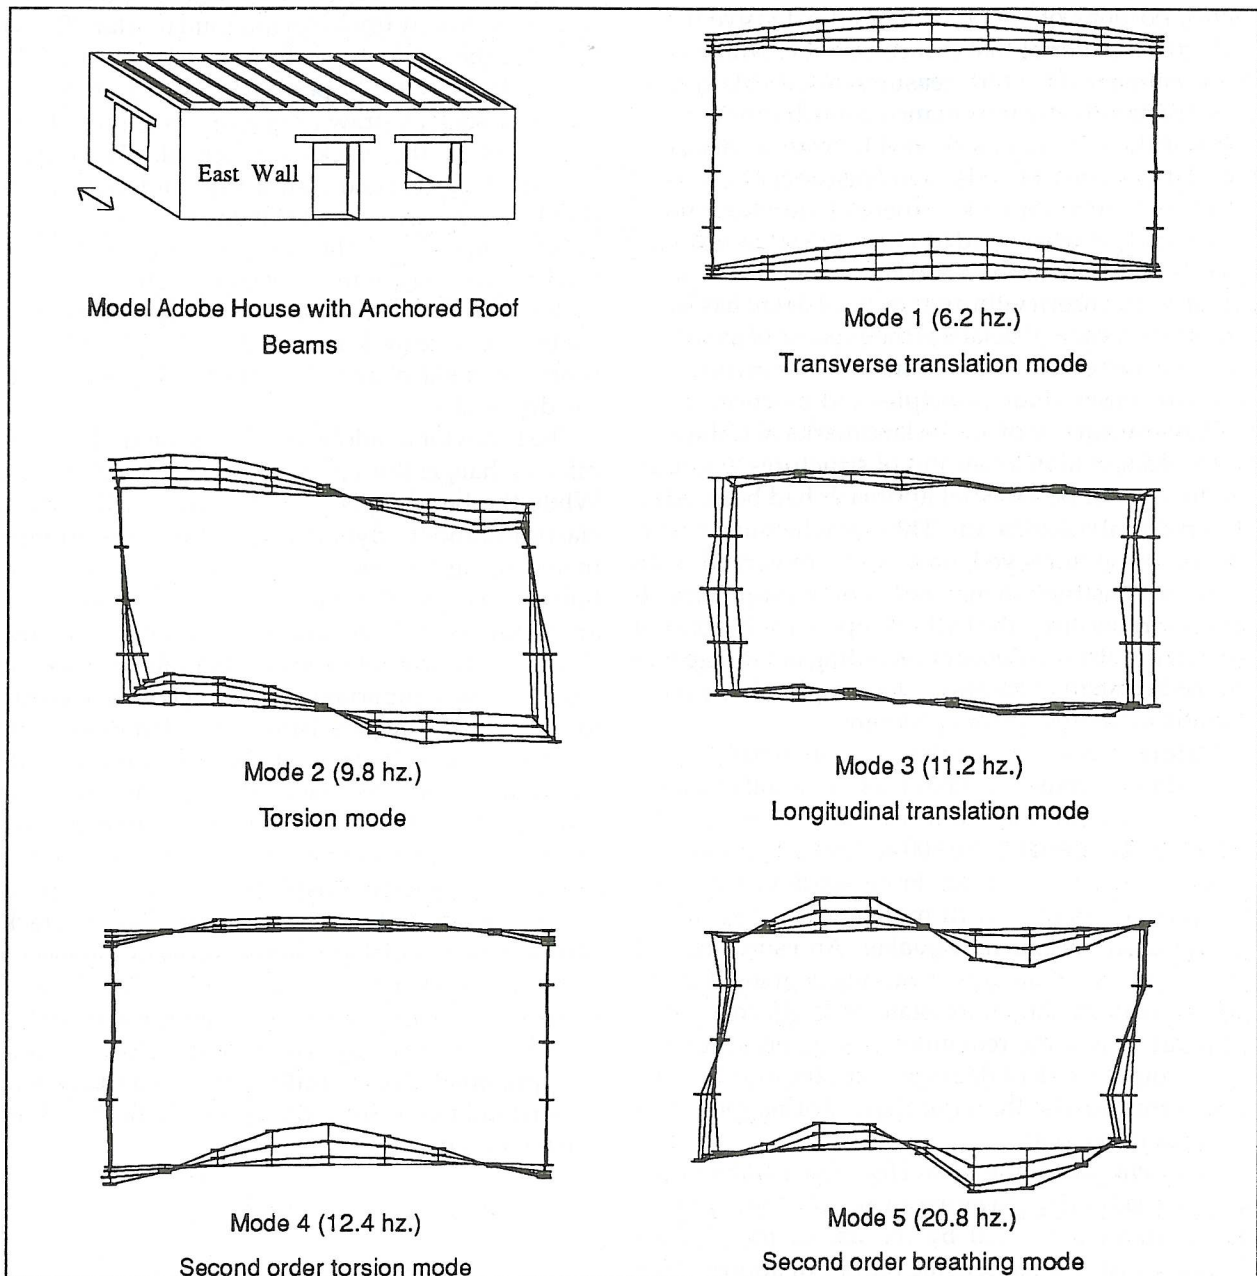 East Wall
Model Adobe House with Anchored Roof
Beams
Mode 1 (6.2 hz.)
Transverse translation mode
Mode 2 (9.8 hz.)
Torsion mode
Mode 3 (11.2 hz.)
Longitudinal translation mode
Mode 4 (12.4 hz.)
Second order torsion mode
Mode 5 (20.8 hz.)
Second order breathing mode